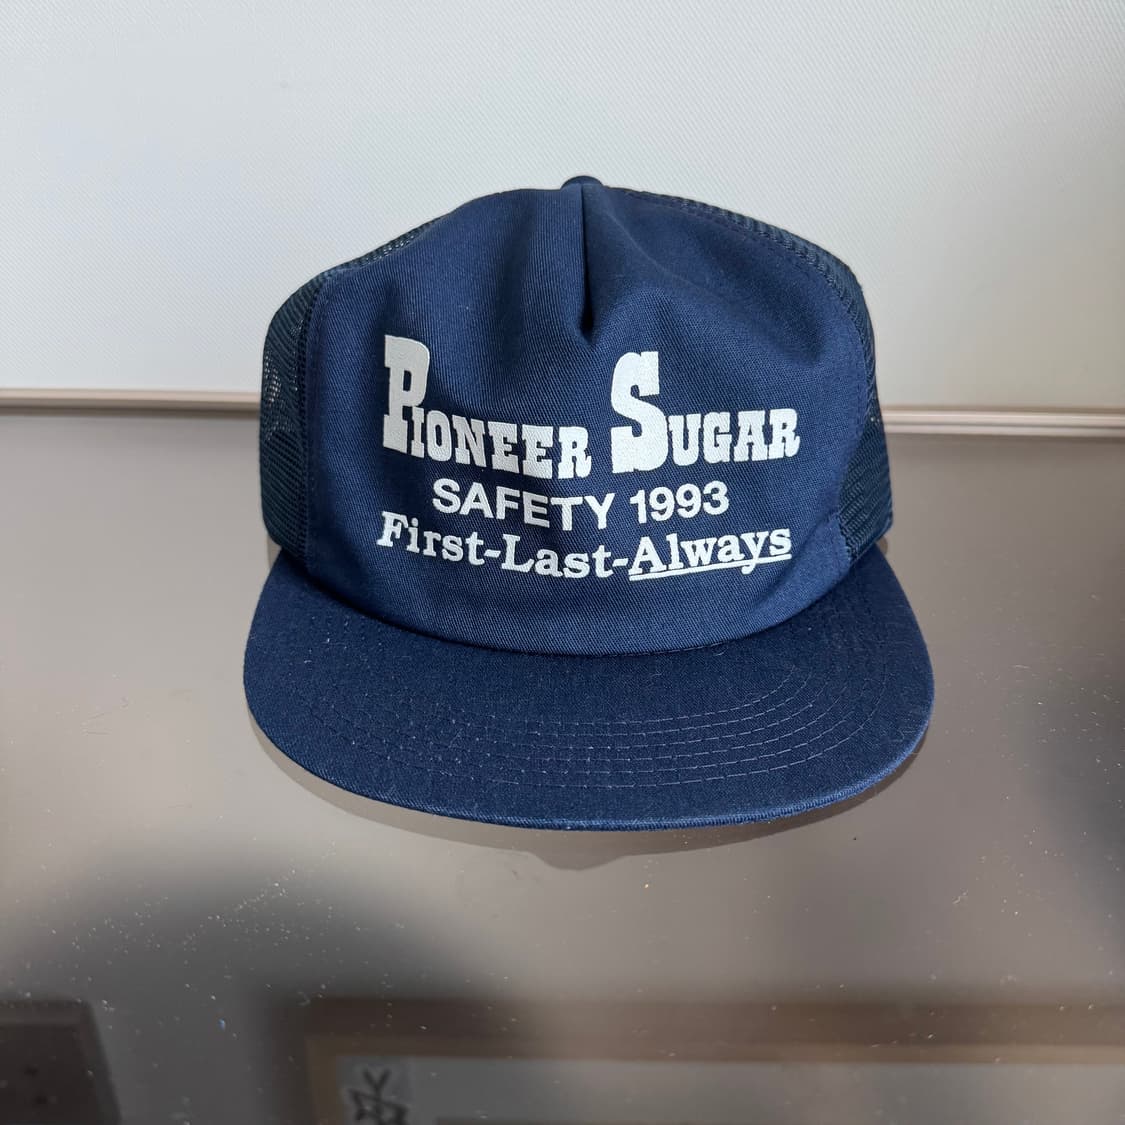 PIONEER SUGAR
SAFETY 1993
First-Last-Always